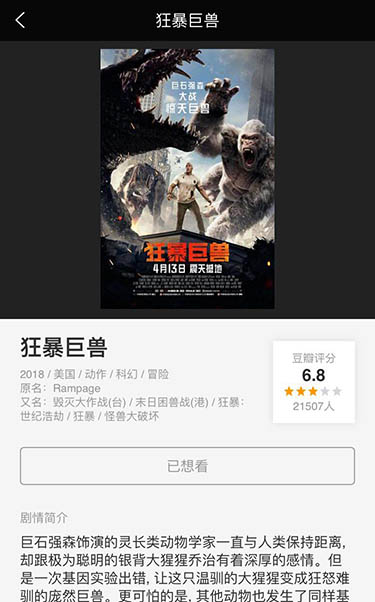 狂暴巨兽
巨石强森
大战
惊天巨兽
狂暴巨兽
4月13日 震天撼地
狂暴巨兽
2018 / 美国 / 动作 / 科幻 / 冒险
原名：Rampage
又名：毁灭大作战(台) / 末日困兽战(港) / 狂暴：
世纪浩劫 / 狂暴 / 怪兽大破坏
豆瓣评分
6.8
21507人
已想看
剧情简介
巨石强森饰演的灵长类动物学家一直与人类保持距离,
却跟极为聪明的银背大猩猩乔治有着深厚的感情。但
是一次基因实验出错, 让这只温驯的大猩猩变成狂怒难
驯的庞然巨兽。更可怕的是, 其他动物也发生了同样基